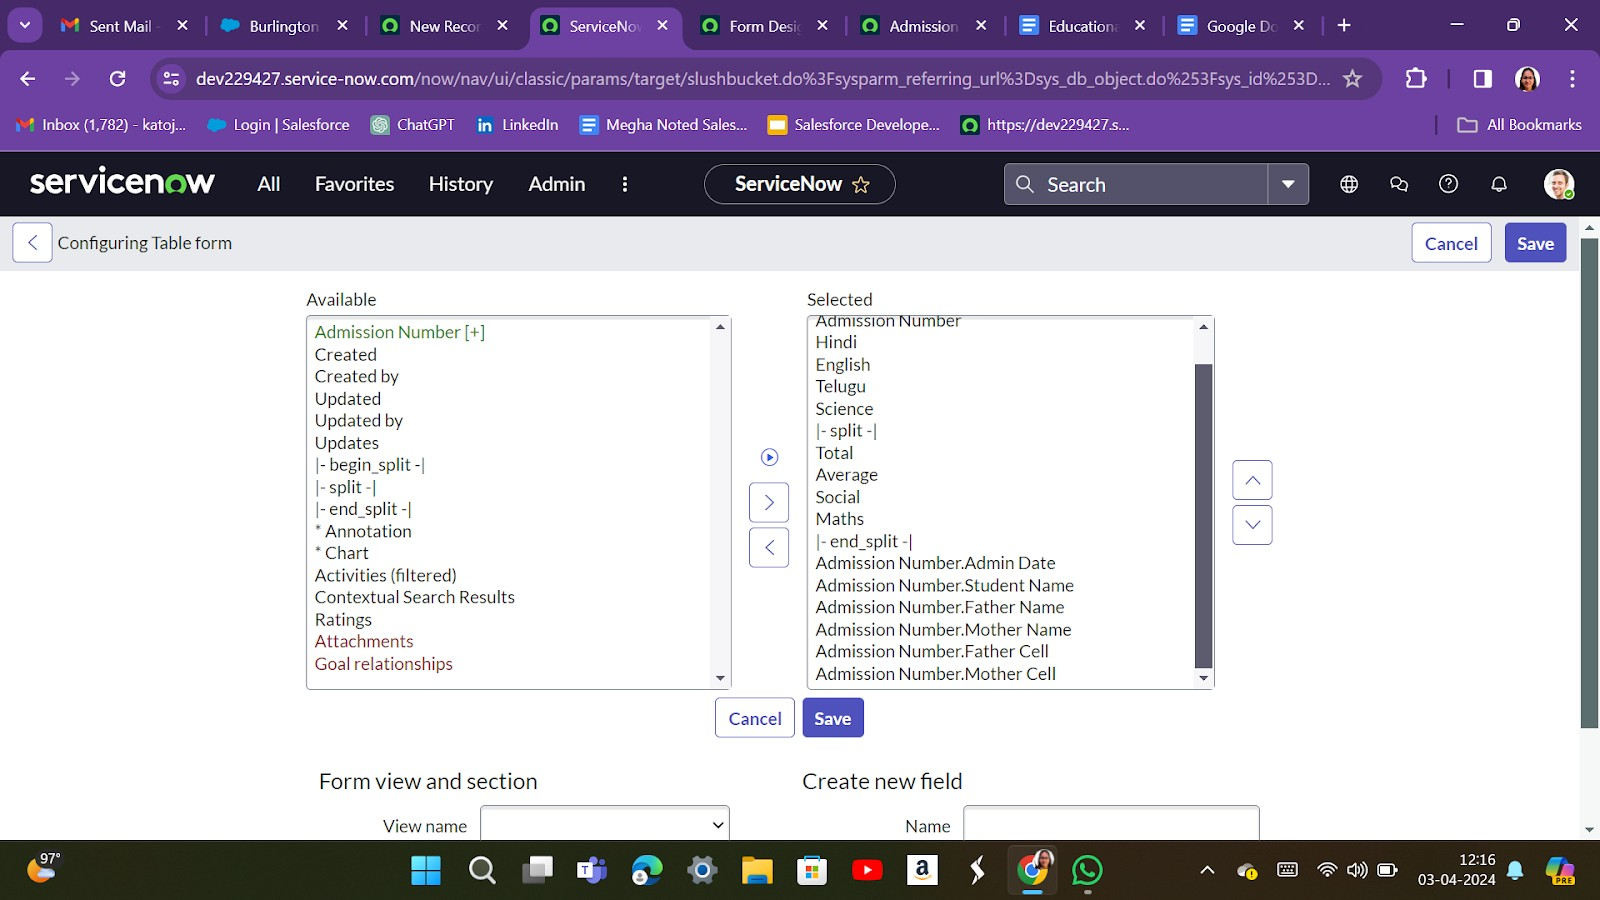 Sent Mail
Burlington
New Recor
ServiceNo
Form Desi
Admission
Education
Google Do
dev229427.service-now.com/now/nav/ui/classic/params/target/slushbucket.do%3Fsysparm_referring_url%3Dsys_db_object.do%253Fsys_id%253D...
Inbox (1,782) - katoj...
Login | Salesforce
ChatGPT
LinkedIn
Megha Noted Sales...
Salesforce Develope...
https://dev229427.s...
All Bookmarks
servicenow
All
Favorites
History
Admin
ServiceNow
Search
Configuring Table form
Cancel
Save
Available
Admission Number [+]
Created
Created by
Updated
Updated by
Updates
|- begin_split -|
|- split -|
|- end_split -|
* Annotation
* Chart
Activities (filtered)
Contextual Search Results
Ratings
Attachments
Goal relationships
Selected
Admission Number
Hindi
English
Telugu
Science
|- split -|
Total
Average
Social
Maths
|- end_split -|
Admission Number.Admin Date
Admission Number.Student Name
Admission Number.Father Name
Admission Number.Mother Name
Admission Number.Father Cell
Admission Number.Mother Cell
Cancel
Save
Form view and section
View name
Create new field
Name
97°
12:16
03-04-2024
PRE